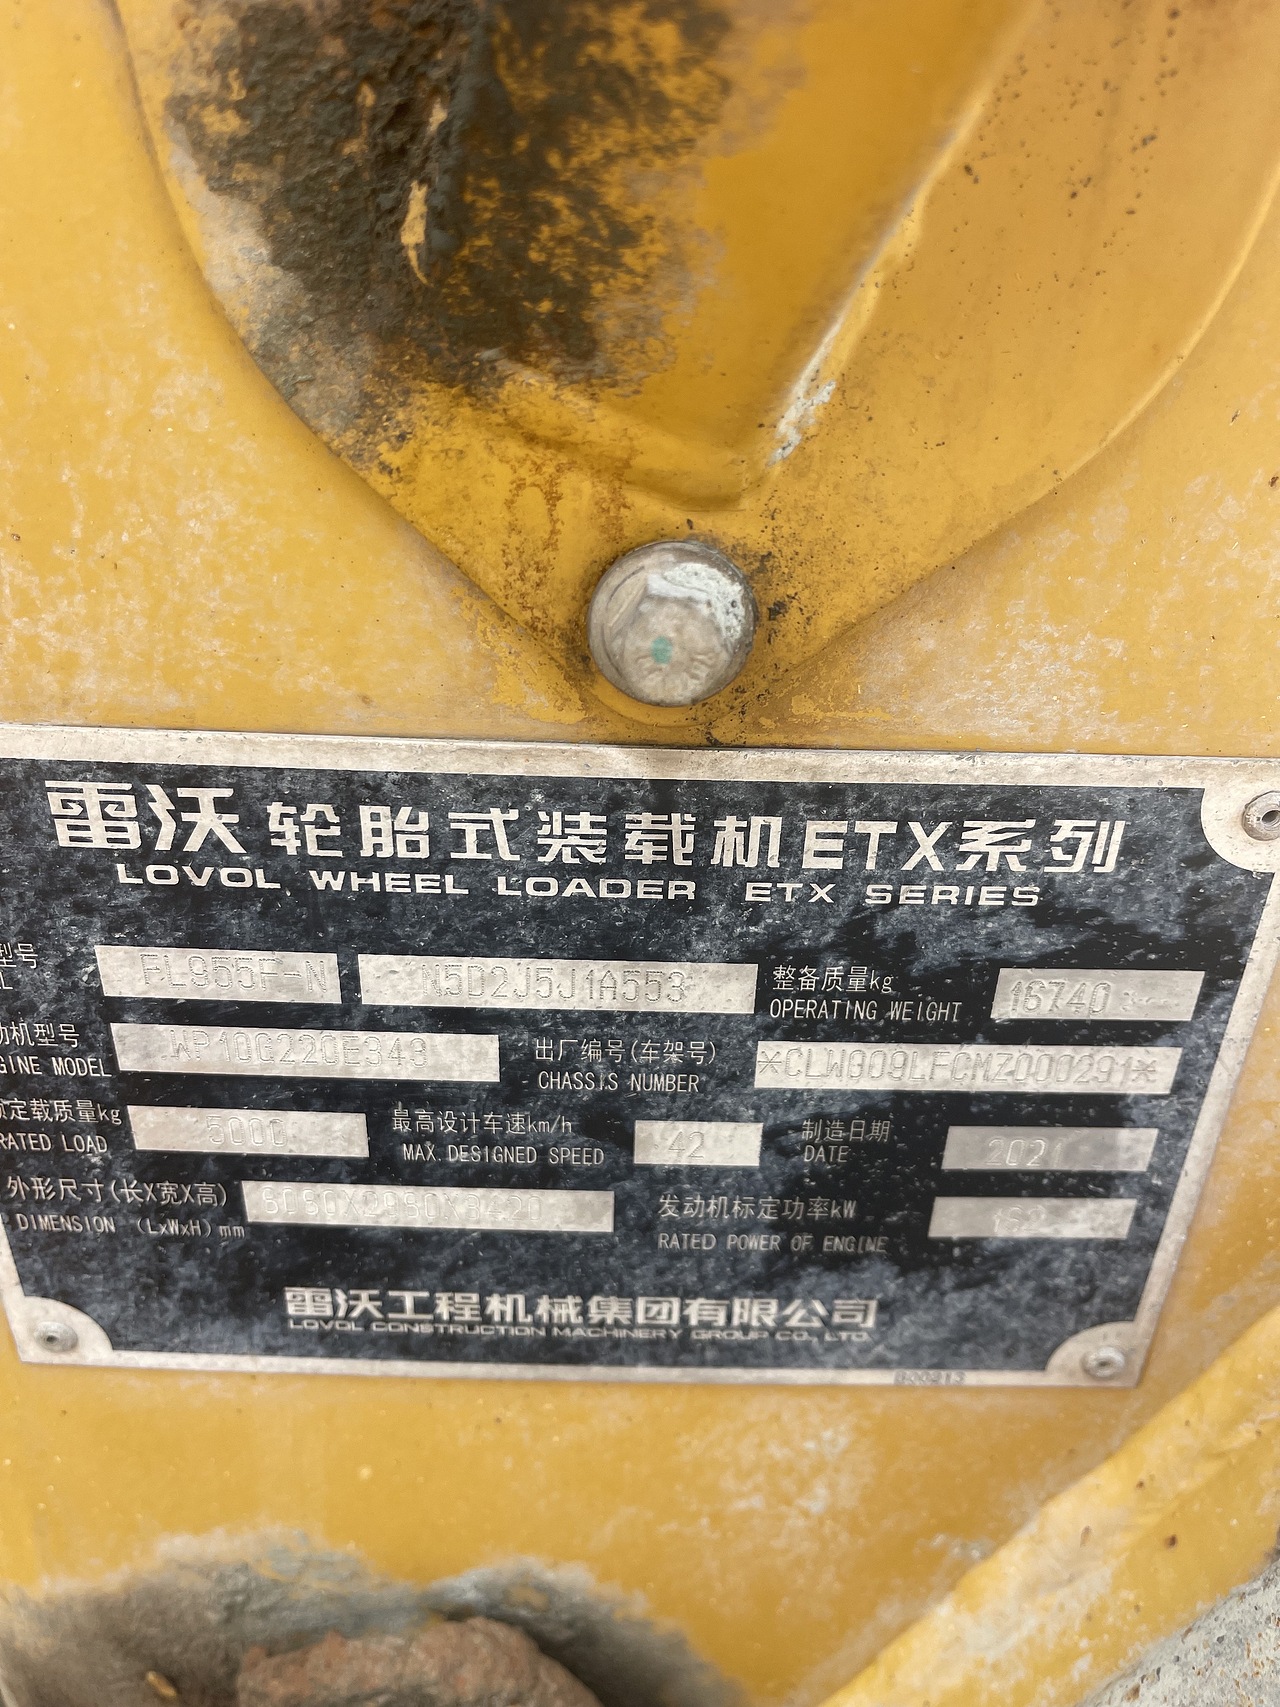 雷沃 轮胎式装载机ETX系列
LOVOL WHEEL LOADER ETX SERIES
型号 FL955F-N N5D2J5J1A553 整备质量kg 16740
OPERATING WEIGHT
机型号 WP10G220E343 出厂编号(车架号) *CLWG09LFCMZ000291*
ENGINE MODEL CHASSIS NUMBER
定载质量kg 5000 最高设计车速km/h 42 制造日期 2021
RATED LOAD MAX.DESIGNED SPEED DATE
外形尺寸(长X宽X高) 发动机标定功率kW
DIMENSION (LxWxH)mm RATED POWER OF ENGINE
雷沃工程机械集团有限公司
LOVOL CONSTRUCTION MACHINERY GROUP CO., LTD.